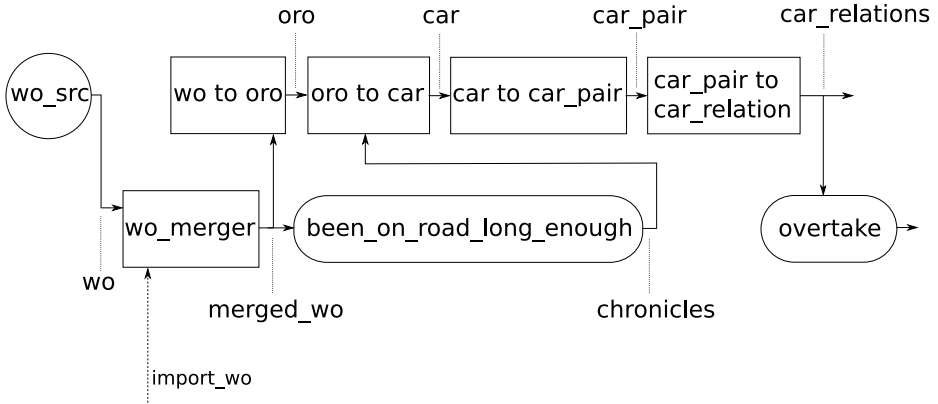 oro
car
car_pair
car_relations
wo_src
wo to oro
oro to car
car to car_pair
car_pair to
car_relation
wo_merger
been_on_road_long_enough
overtake
wo
merged_wo
chronicles
import_wo